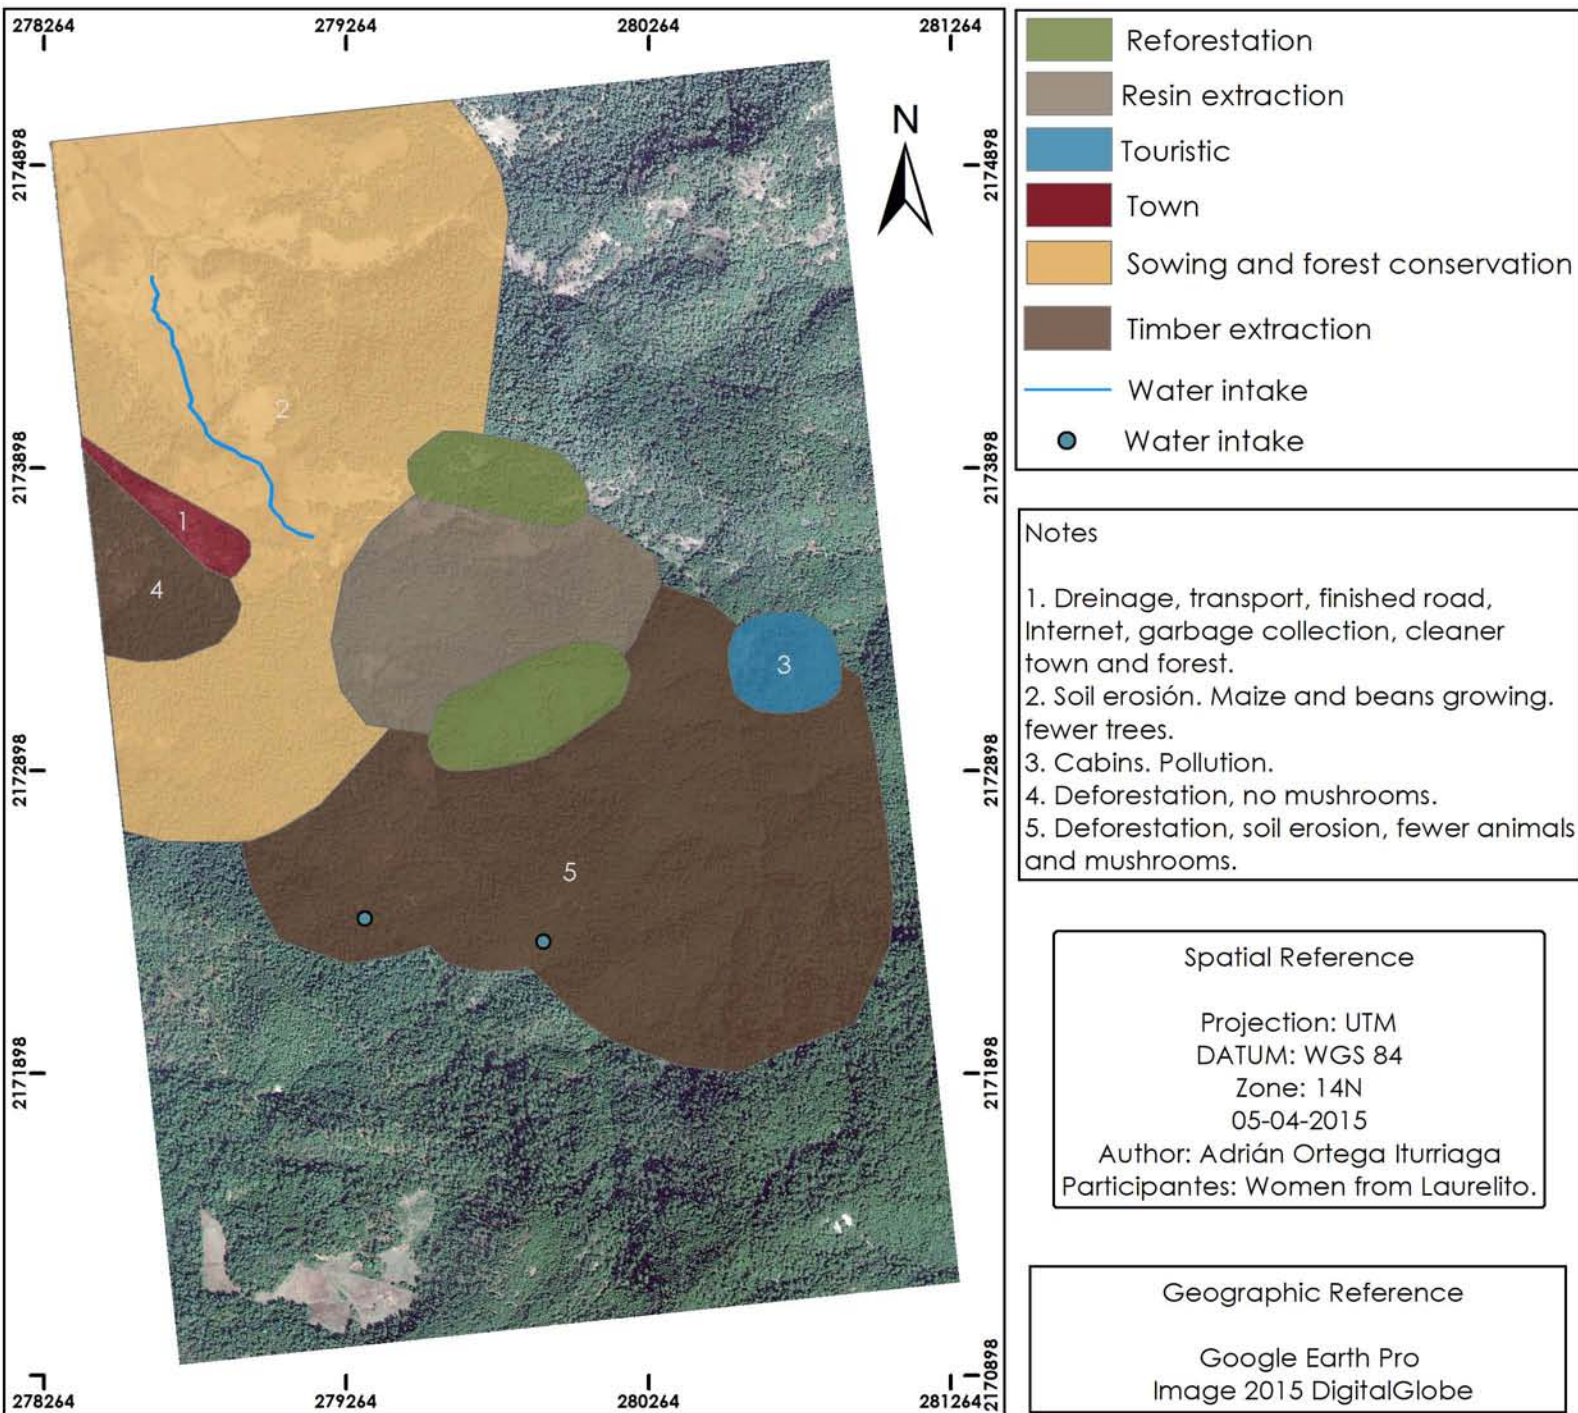 278264
279264
280264
281264
2174898
2174898
2173898
2173898
2172898
2172898
2171898
2171898
2170898
278264
279264
280264
281264
N
2
1
4
3
5
Reforestation
Resin extraction
Touristic
Town
Sowing and forest conservation
Timber extraction
Water intake
Water intake
Notes
1. Dreinage, transport, finished road,
Internet, garbage collection, cleaner
town and forest.
2. Soil erosión. Maize and beans growing.
fewer trees.
3. Cabins. Pollution.
4. Deforestation, no mushrooms.
5. Deforestation, soil erosion, fewer animals
and mushrooms.
Spatial Reference
Projection: UTM
DATUM: WGS 84
Zone: 14N
05-04-2015
Author: Adrián Ortega Iturriaga
Participantes: Women from Laurelito.
Geographic Reference
Google Earth Pro
Image 2015 DigitalGlobe